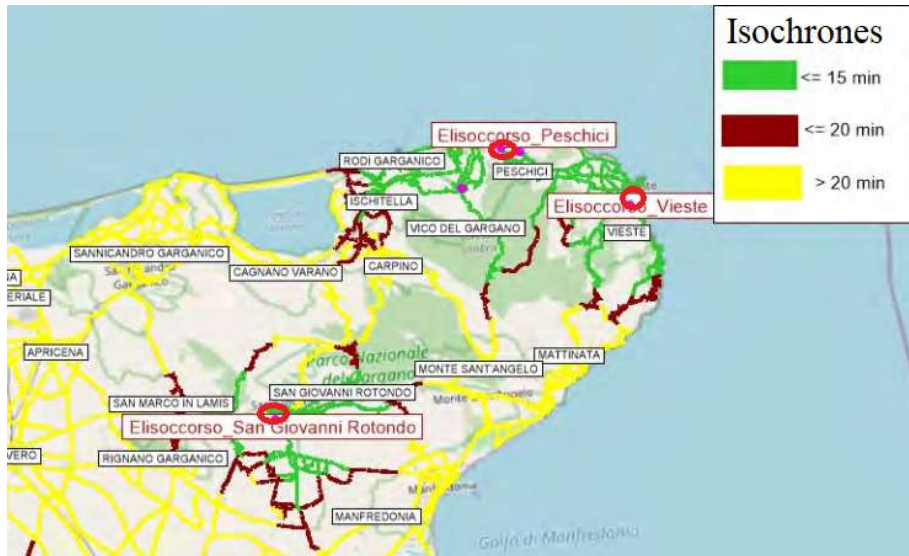 Isochrones
<= 15 min
<= 20 min
> 20 min
Elisoccorso_Peschici
RODI GARGANICO
PESCHICI
ISCHITELLA
Elisoccorso_Vieste
VICO DEL GARGANO
VIESTE
SANNICANDRO GARGANICO
CAGNANO VARANO
CARPINO
APRICENA
Parco Nazionale
del Gargano
MATTINATA
MONTE SANT'ANGELO
SAN GIOVANNI ROTONDO
SAN MARCO IN LAMIS
Elisoccorso_San Giovanni Rotondo
RIGNANO GARGANICO
MANFREDONIA
Manfredonia
Golfo di Manfredonia